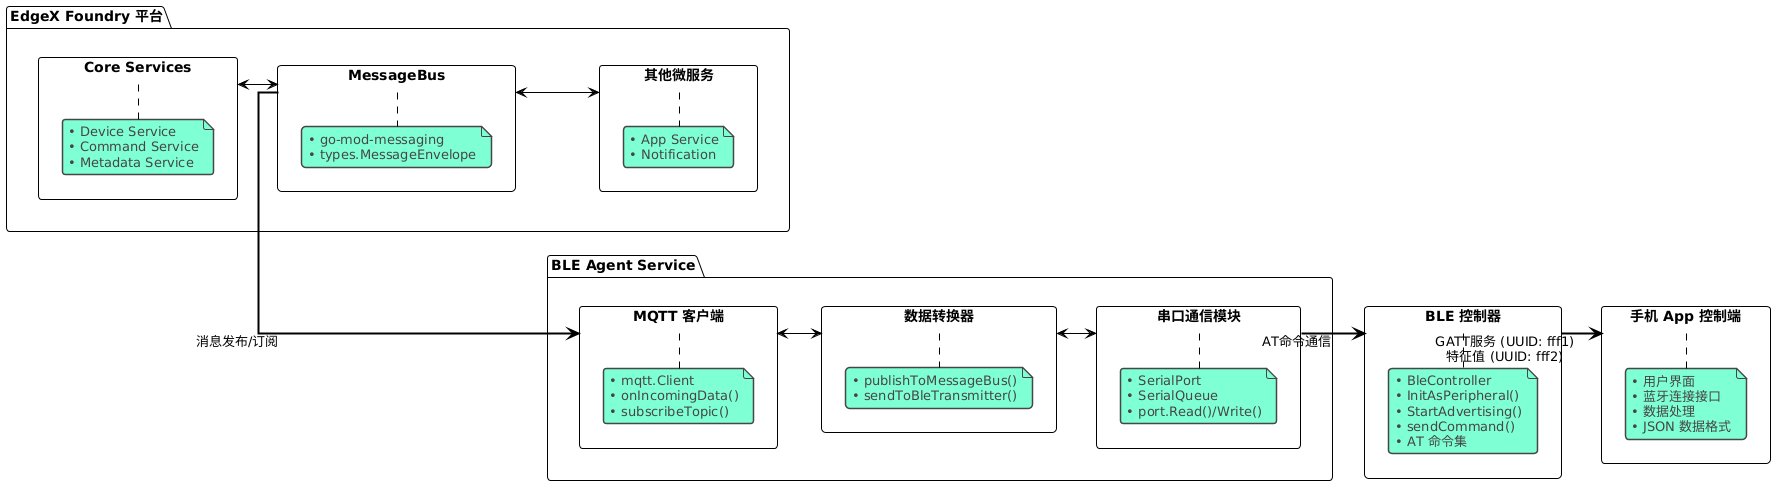 EdgeX Foundry 平台
Core Services
• Device Service
• Command Service
• Metadata Service
MessageBus
• go-mod-messaging
• types.MessageEnvelope
其他微服务
• App Service
• Notification
消息发布/订阅
BLE Agent Service
MQTT 客户端
• mqtt.Client
• onIncomingData()
• subscribeTopic()
数据转换器
• publishToMessageBus()
• sendToBleTransmitter()
串口通信模块
• SerialPort
• SerialQueue
• port.Read()/Write()
AT命令通信
BLE 控制器
GATT服务 (UUID: fff1)
特征值 (UUID: fff2)
• BleController
• InitAsPeripheral()
• StartAdvertising()
• sendCommand()
• AT 命令集
手机 App 控制端
• 用户界面
• 蓝牙连接接口
• 数据处理
• JSON 数据格式